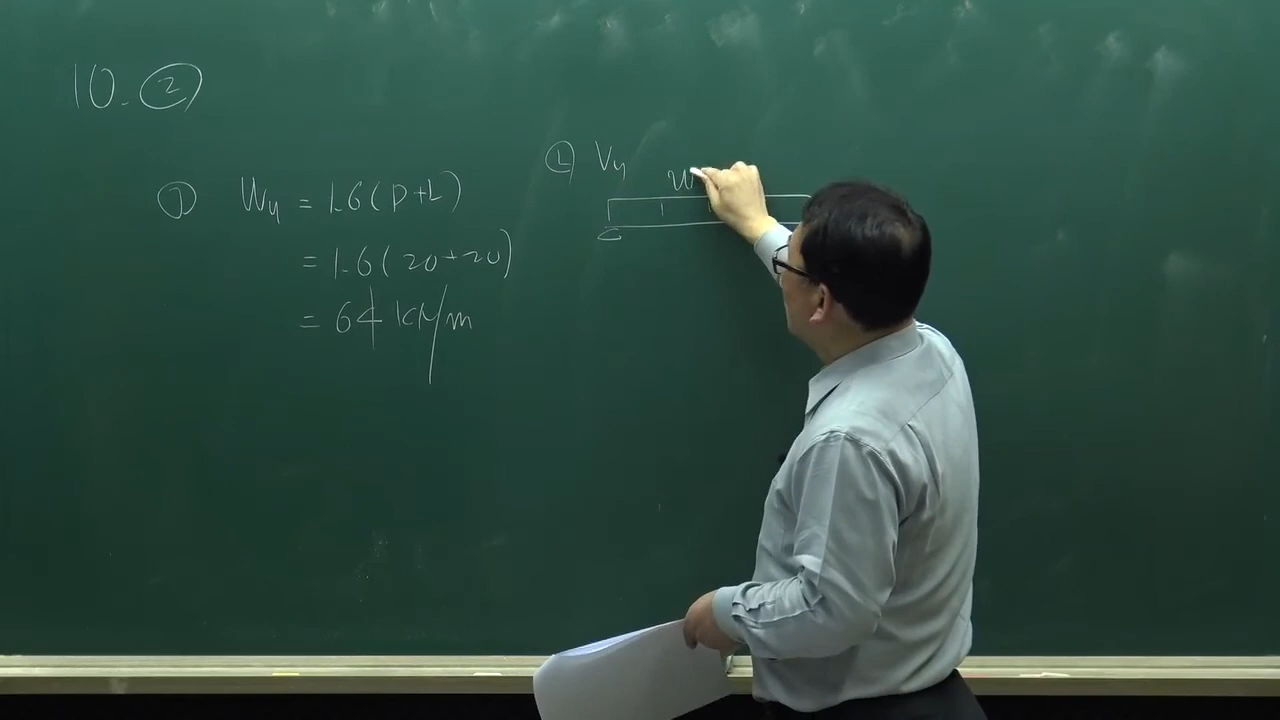 10. ②
① Wu = 1.6(D+L)
= 1.6(20+20)
= 64 kN/m
② Vu
w